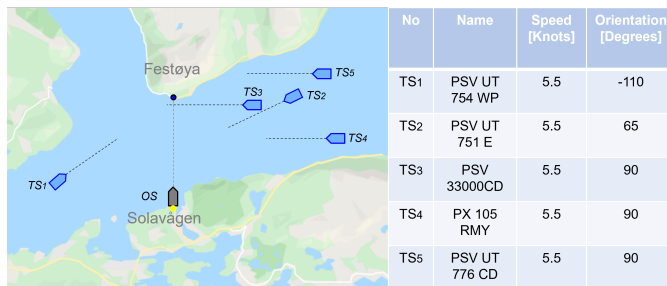 Festøya
TS5
TS3
TS2
TS4
TS1
OS
Solavågen
No Name Speed Orientation
[Knots] [Degrees]
TS1 PSV UT 5.5 -110
754 WP
TS2 PSV UT 5.5 65
751 E
TS3 PSV 5.5 90
33000CD
TS4 PX 105 5.5 90
RMY
TS5 PSV UT 5.5 90
776 CD